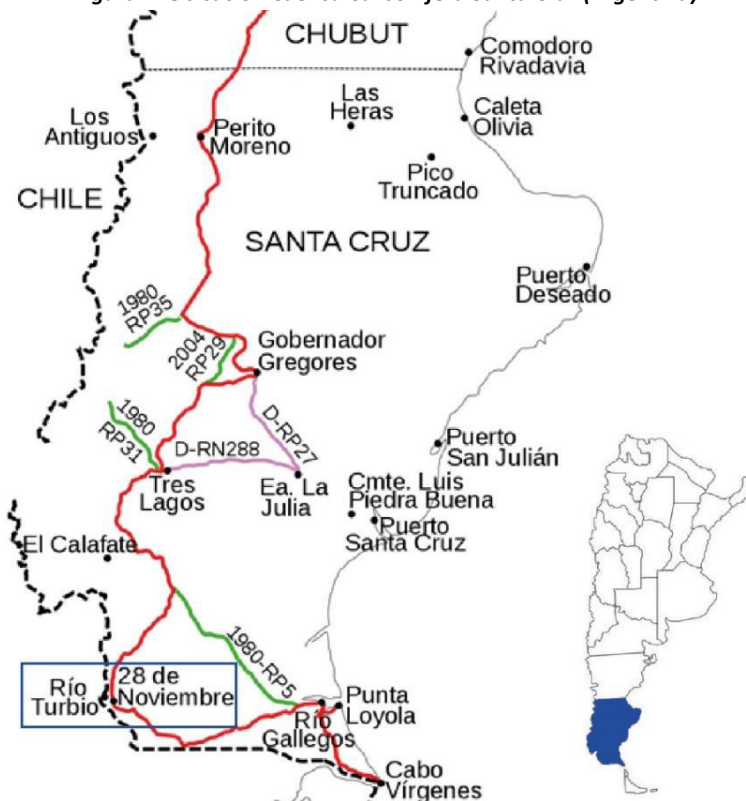 CHUBUT
Comodoro
Rivadavia
Las
Heras
Caleta
Olivia
Los
Antiguos
Perito
Moreno
Pico
Truncado
CHILE
SANTA CRUZ
Puerto
Deseado
1980
RP35
2004
RP29
Gobernador
Gregores
1980
RP31
D-RN288
D-RP27
Puerto
San Julián
Tres
Lagos
Ea. La
Julia
Cmte. Luis
Piedra Buena
Puerto
Santa Cruz
El Calafate
1980-RP5
28 de
Noviembre
Río
Turbio
Punta
Loyola
Río
Gallegos
Cabo
Vírgenes